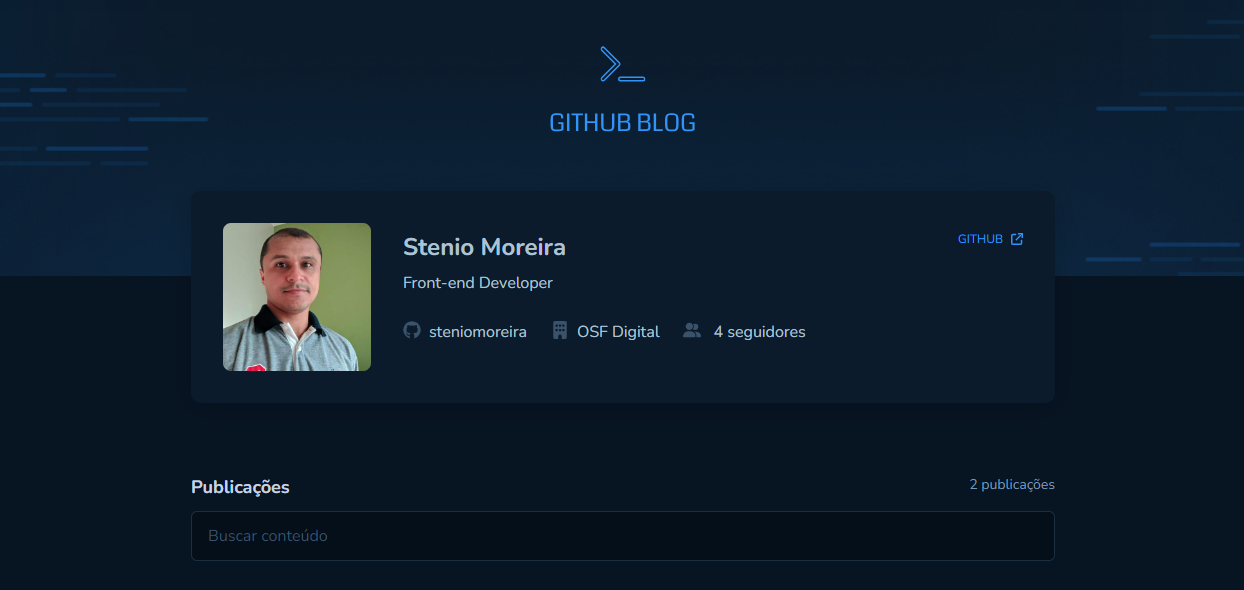 GITHUB BLOG
Stenio Moreira
GITHUB
Front-end Developer
steniomoreira OSF Digital 4 seguidores
Publicações
2 publicações
Buscar conteúdo